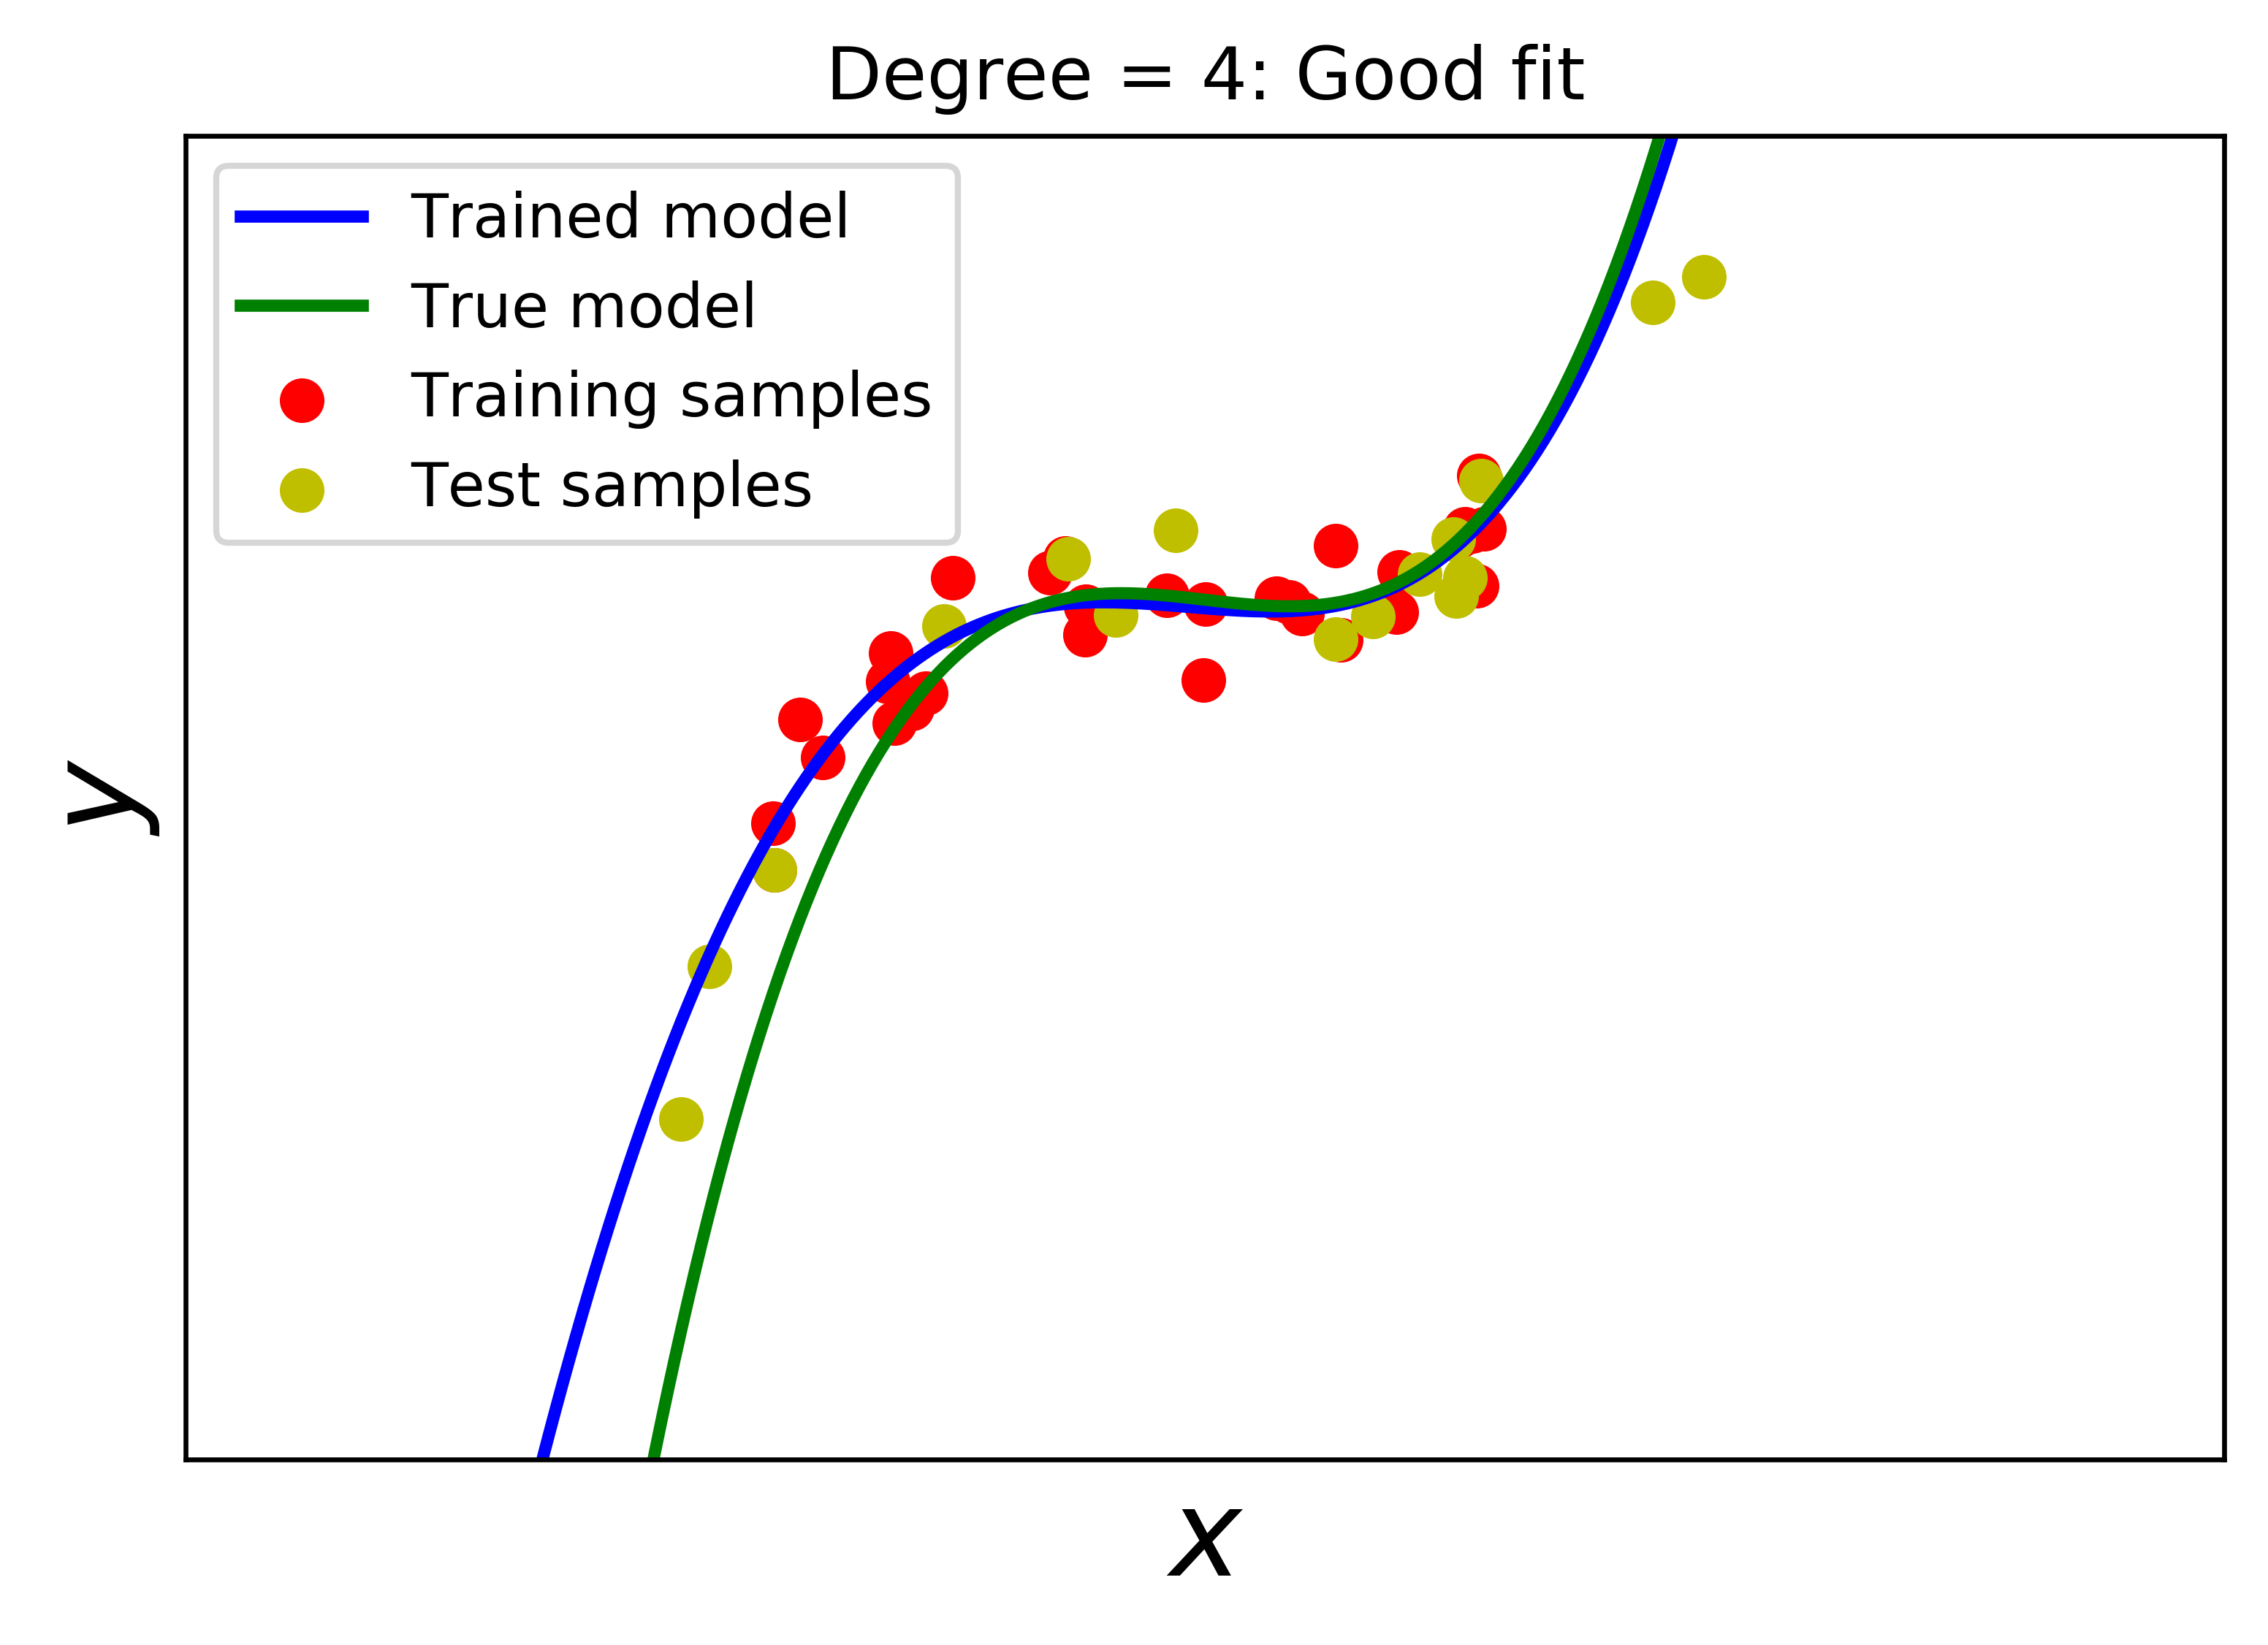 Degree = 4: Good fit
Trained model
True model
Training samples
Test samples
y
x